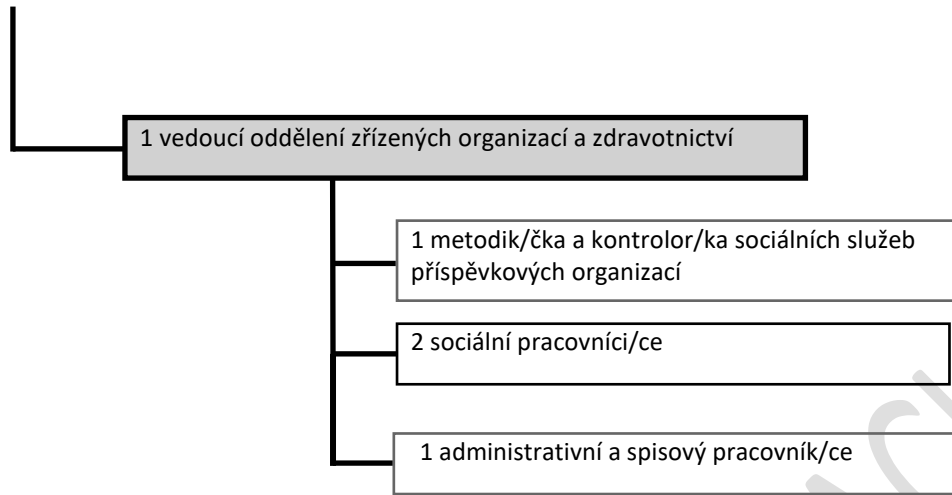 1 vedoucí oddělení zřízených organizací a zdravotnictví
1 metodik/čka a kontrolor/ka sociálních služeb
příspěvkových organizací
2 sociální pracovníci/ce
1 administrativní a spisový pracovník/ce